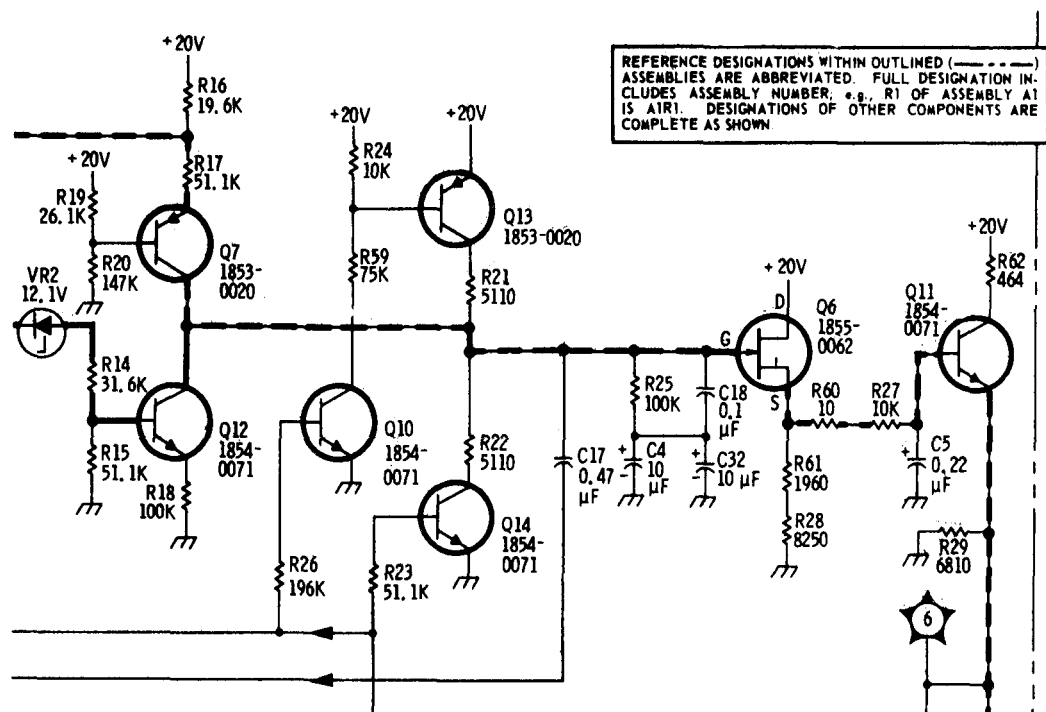 +20V
R16
19.6K
REFERENCE DESIGNATIONS WITHIN OUTLINED (— - - —)
ASSEMBLIES ARE ABBREVIATED. FULL DESIGNATION IN-
CLUDES ASSEMBLY NUMBER; e.g., R1 OF ASSEMBLY A1
IS A1R1. DESIGNATIONS OF OTHER COMPONENTS ARE
COMPLETE AS SHOWN
+20V
+20V
+20V
R17
51.1K
R24
10K
R19
26.1K
Q13
1853-0020
+20V
R62
464
Q7
1853-
0020
R20
147K
R59
75K
R21
5110
+20V
VR2
12.1V
D
Q6
1855-
0062
Q11
1854-
0071
G
R14
31.6K
R25
100K
C18
0.1
µF
S
R60
10
R27
10K
Q12
1854-
0071
Q10
1854-
0071
R22
5110
R15
51.1K
C17
0.47
µF
+
C4
10
µF
-
+
C32
10 µF
-
R61
1960
+
C5
0.22
µF
R18
100K
Q14
1854-
0071
R28
8250
R29
6810
R26
196K
R23
51.1K
6